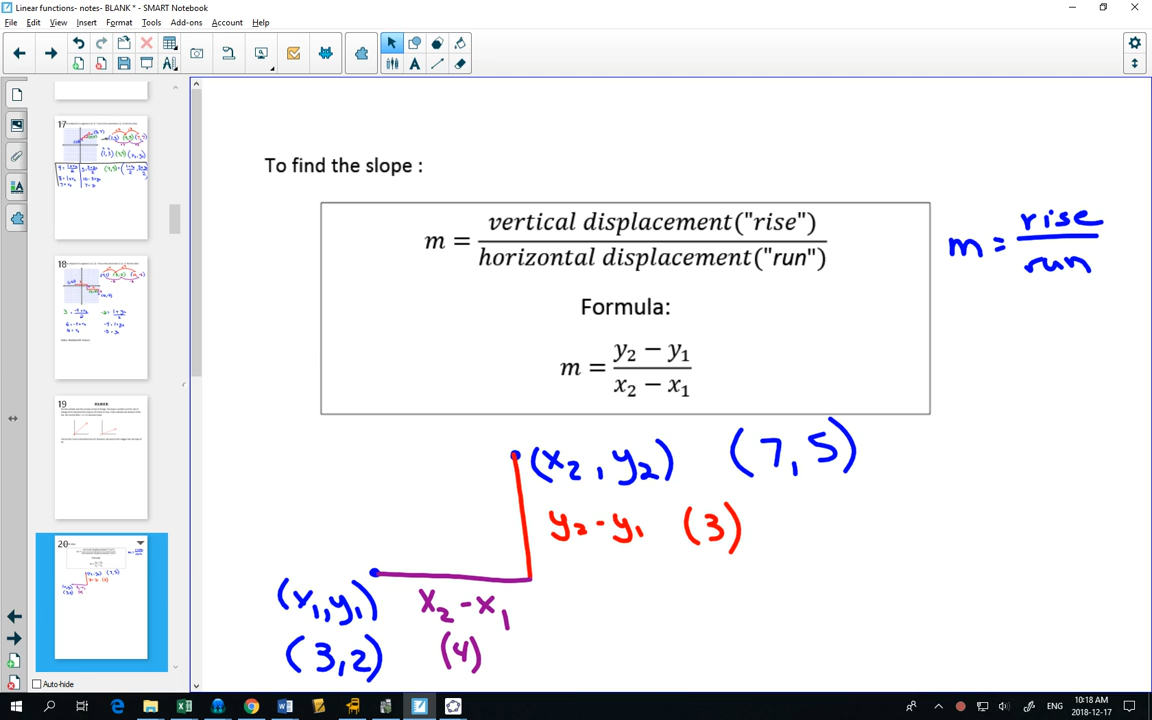 Linear functions- notes- BLANK * - SMART Notebook
File Edit View Insert Format Tools Add-ons Account Help
17
18
19
20
To find the slope :
m = vertical displacement("rise")
horizontal displacement("run")
Formula:
m = y₂ − y₁
x₂ − x₁
m = rise
run
(x₂, y₂) (7,5)
y₂ - y₁ (3)
(x₁,y₁) x₂ - x₁
(3,2) (4)
Auto-hide
ENG 10:18 AM
2018-12-17